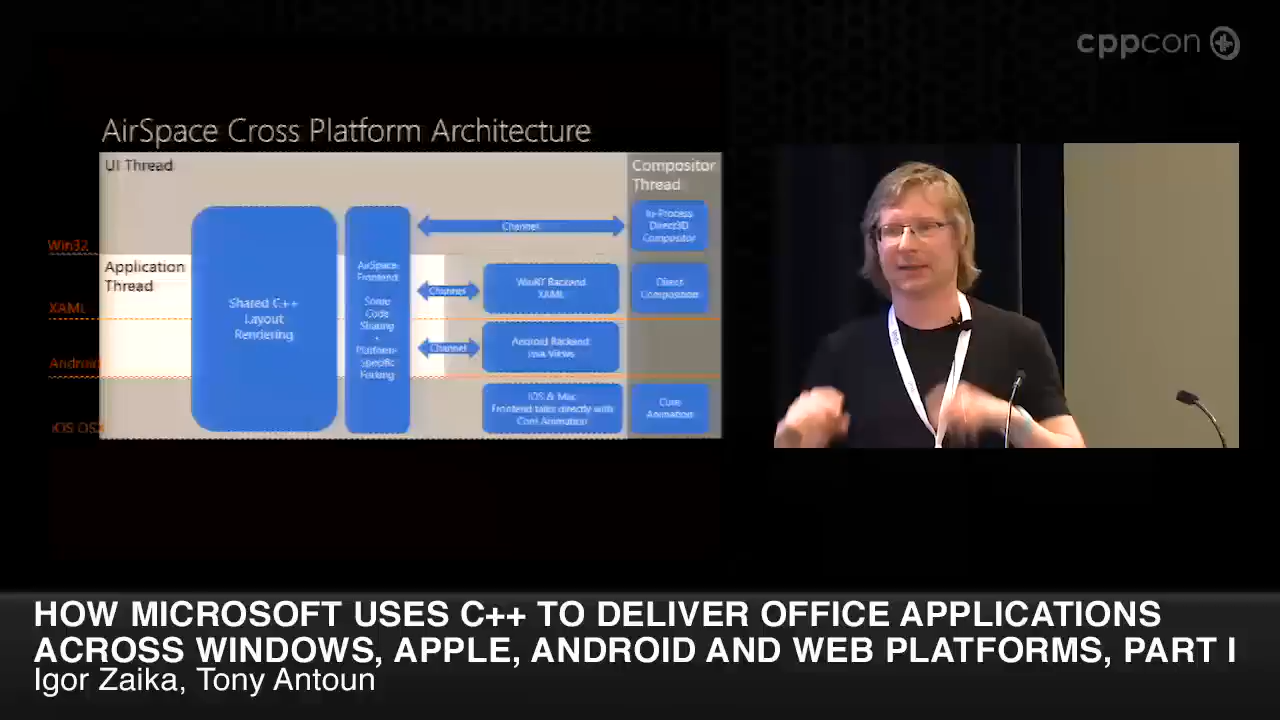 cppcon
AirSpace Cross Platform Architecture
UI Thread
Compositor
Thread
In-Process
Direct3D
Compositor
Channel
Win32
Application
Thread
AirSpace
Frontend
Some
Code
Sharing
+
Platform-
Specific
Forking
Shared C++
Layout
Rendering
Channel
WinRT Backend
XAML
Direct
Composition
XAML
Channel
Android Backend
Java Views
Android
iOS & Mac
Frontend talks directly with
Core Animation
Core
Animation
iOS OSX
HOW MICROSOFT USES C++ TO DELIVER OFFICE APPLICATIONS
ACROSS WINDOWS, APPLE, ANDROID AND WEB PLATFORMS, PART I
Igor Zaika, Tony Antoun